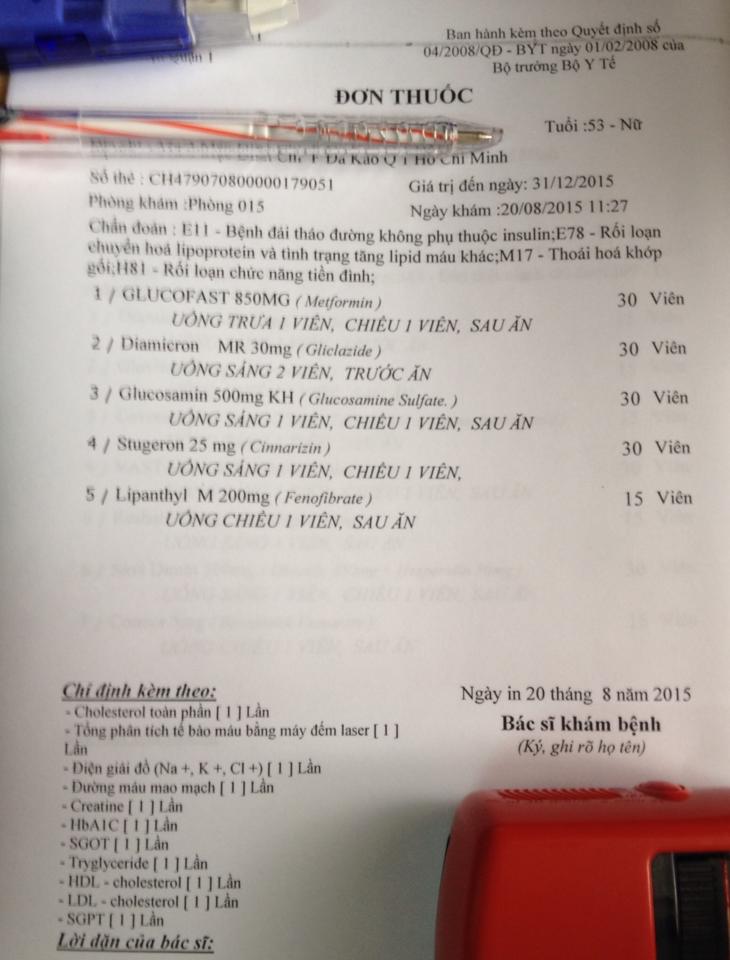 Ban hành kèm theo Quyết định số
04/2008/QĐ - BYT ngày 01/02/2008 của
Bộ trưởng Bộ Y Tế
Quận 1
ĐƠN THUỐC
Tuổi :53 - Nữ
Chi F Đa Kao Q 1 Hồ Chí Minh
Số thẻ : CH479070800000179051
Giá trị đến ngày: 31/12/2015
Phòng khám :Phòng 015
Ngày khám :20/08/2015 11:27
Chẩn đoán : E11 - Bệnh đái tháo đường không phụ thuộc insulin;E78 - Rối loạn
chuyển hoá lipoprotein và tình trạng tăng lipid máu khác;M17 - Thoái hoá khớp
gối;H81 - Rối loạn chức năng tiền đình;
1 / GLUCOFAST 850MG ( Metformin ) 30 Viên
UỐNG TRƯA 1 VIÊN, CHIỀU 1 VIÊN, SAU ĂN
2 / Diamicron MR 30mg ( Gliclazide ) 30 Viên
UỐNG SÁNG 2 VIÊN, TRƯỚC ĂN
3 / Glucosamin 500mg KH ( Glucosamine Sulfate. ) 30 Viên
UỐNG SÁNG 1 VIÊN, CHIỀU 1 VIÊN, SAU ĂN
4 / Stugeron 25 mg ( Cinnarizin ) 30 Viên
UỐNG SÁNG 1 VIÊN, CHIỀU 1 VIÊN,
5 / Lipanthyl M 200mg ( Fenofibrate ) 15 Viên
UỐNG CHIỀU 1 VIÊN, SAU ĂN
Chỉ định kèm theo:
- Cholesterol toàn phần [ 1 ] Lần
- Tổng phân tích tế bào máu bằng máy đếm laser [ 1 ]
Lần
- Điện giải đồ (Na +, K +, Cl +) [ 1 ] Lần
- Đường máu mao mạch [ 1 ] Lần
- Creatine [ 1 ] Lần
- HbA1C [ 1 ] Lần
- SGOT [ 1 ] Lần
- Tryglyceride [ 1 ] Lần
- HDL - cholesterol [ 1 ] Lần
- LDL - cholesterol [ 1 ] Lần
- SGPT [ 1 ] Lần
Lời dặn của bác sĩ:
Ngày in 20 tháng 8 năm 2015
Bác sĩ khám bệnh
(Ký, ghi rõ họ tên)